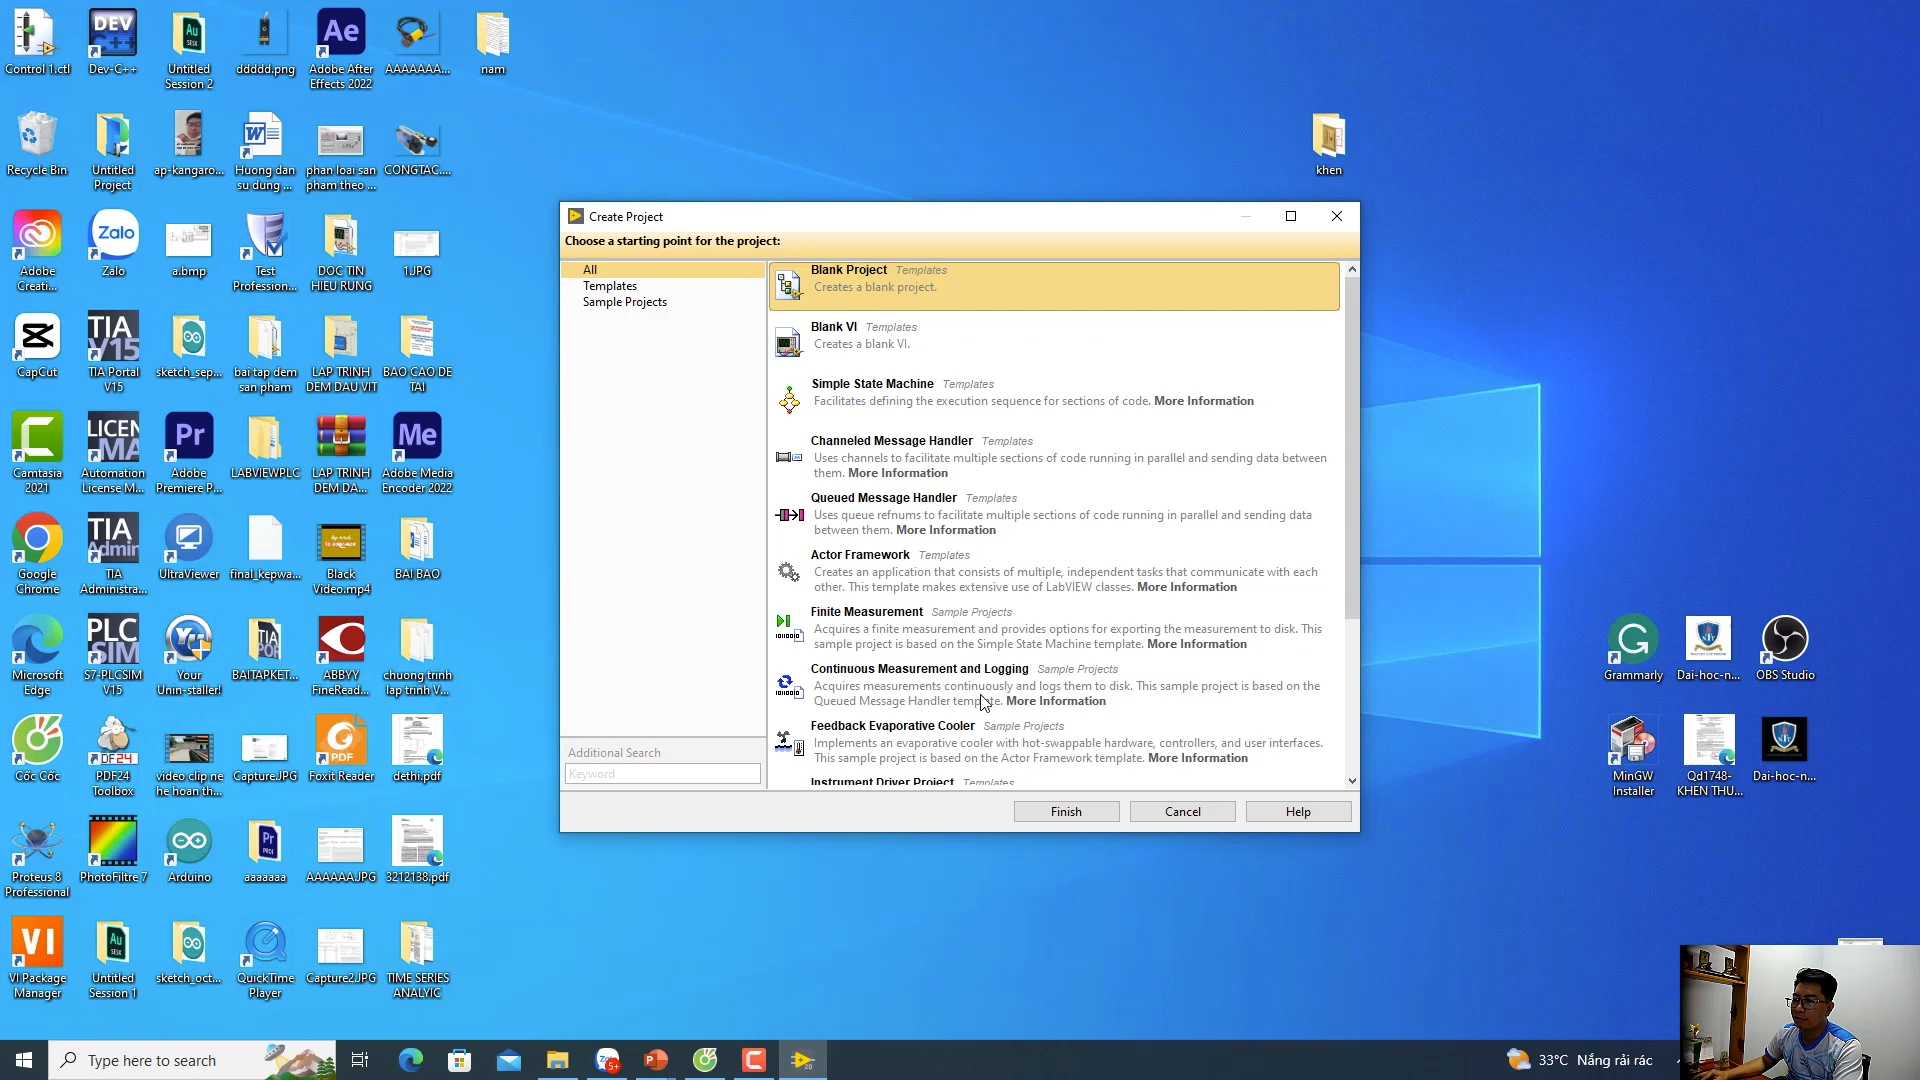 Control 1.ctl
Dev-C++
Untitled
Session 2
ddddd.png
Adobe After
Effects 2022
AAAAAAA...
nam
Recycle Bin
Untitled
Project
ap-kangaro...
Huong dan
su dung ...
phan loai san
pham theo ...
CONGTAC....
khen
Adobe
Creati...
Zalo
a.bmp
Test
Profession...
DOC TIN
HIEU RUNG
1.JPG
CapCut
TIA Portal
V15
sketch_sep...
bai tap dem
san pham
LAP TRINH
DEM DAU VIT
BAO CAO DE
TAI
Camtasia
2021
Automation
License M...
Adobe
Premiere P...
LABVIEWPLC
LAP TRINH
DEM DA...
Adobe Media
Encoder 2022
Google
Chrome
TIA
Administra...
UltraViewer
final_kepwa...
Black
Video.mp4
BAI BAO
Microsoft
Edge
S7-PLCSIM
V15
Your
Unin-staller!
BAITAPKET...
ABBYY
FineRead...
chuong trinh
lap trinh V...
Cốc Cốc
PDF24
Toolbox
video clip ne
he hoan th...
Capture.JPG
Foxit Reader
dethi.pdf
Proteus 8
Professional
PhotoFiltre 7
Arduino
aaaaaaa
AAAAAA.JPG
3212138.pdf
VI Package
Manager
Untitled
Session 1
sketch_oct...
QuickTime
Player
Capture2.JPG
TIME SERIES
ANALYIC
Create Project
Choose a starting point for the project:
All
Templates
Sample Projects
Additional Search
Keyword
Blank Project Templates
Creates a blank project.
Blank VI Templates
Creates a blank VI.
Simple State Machine Templates
Facilitates defining the execution sequence for sections of code. More Information
Channeled Message Handler Templates
Uses channels to facilitate multiple sections of code running in parallel and sending data between
them. More Information
Queued Message Handler Templates
Uses queue refnums to facilitate multiple sections of code running in parallel and sending data
between them. More Information
Actor Framework Templates
Creates an application that consists of multiple, independent tasks that communicate with each
other. This template makes extensive use of LabVIEW classes. More Information
Finite Measurement Sample Projects
Acquires a finite measurement and provides options for exporting the measurement to disk. This
sample project is based on the Simple State Machine template. More Information
Continuous Measurement and Logging Sample Projects
Acquires measurements continuously and logs them to disk. This sample project is based on the
Queued Message Handler template. More Information
Feedback Evaporative Cooler Sample Projects
Implements an evaporative cooler with hot-swappable hardware, controllers, and user interfaces.
This sample project is based on the Actor Framework template. More Information
Instrument Driver Project Templates
Finish
Cancel
Help
Grammarly
Dai-hoc-n...
OBS Studio
MinGW
Installer
Qd1748-
KHEN THU...
Dai-hoc-n...
Type here to search
33°C Nắng rải rác